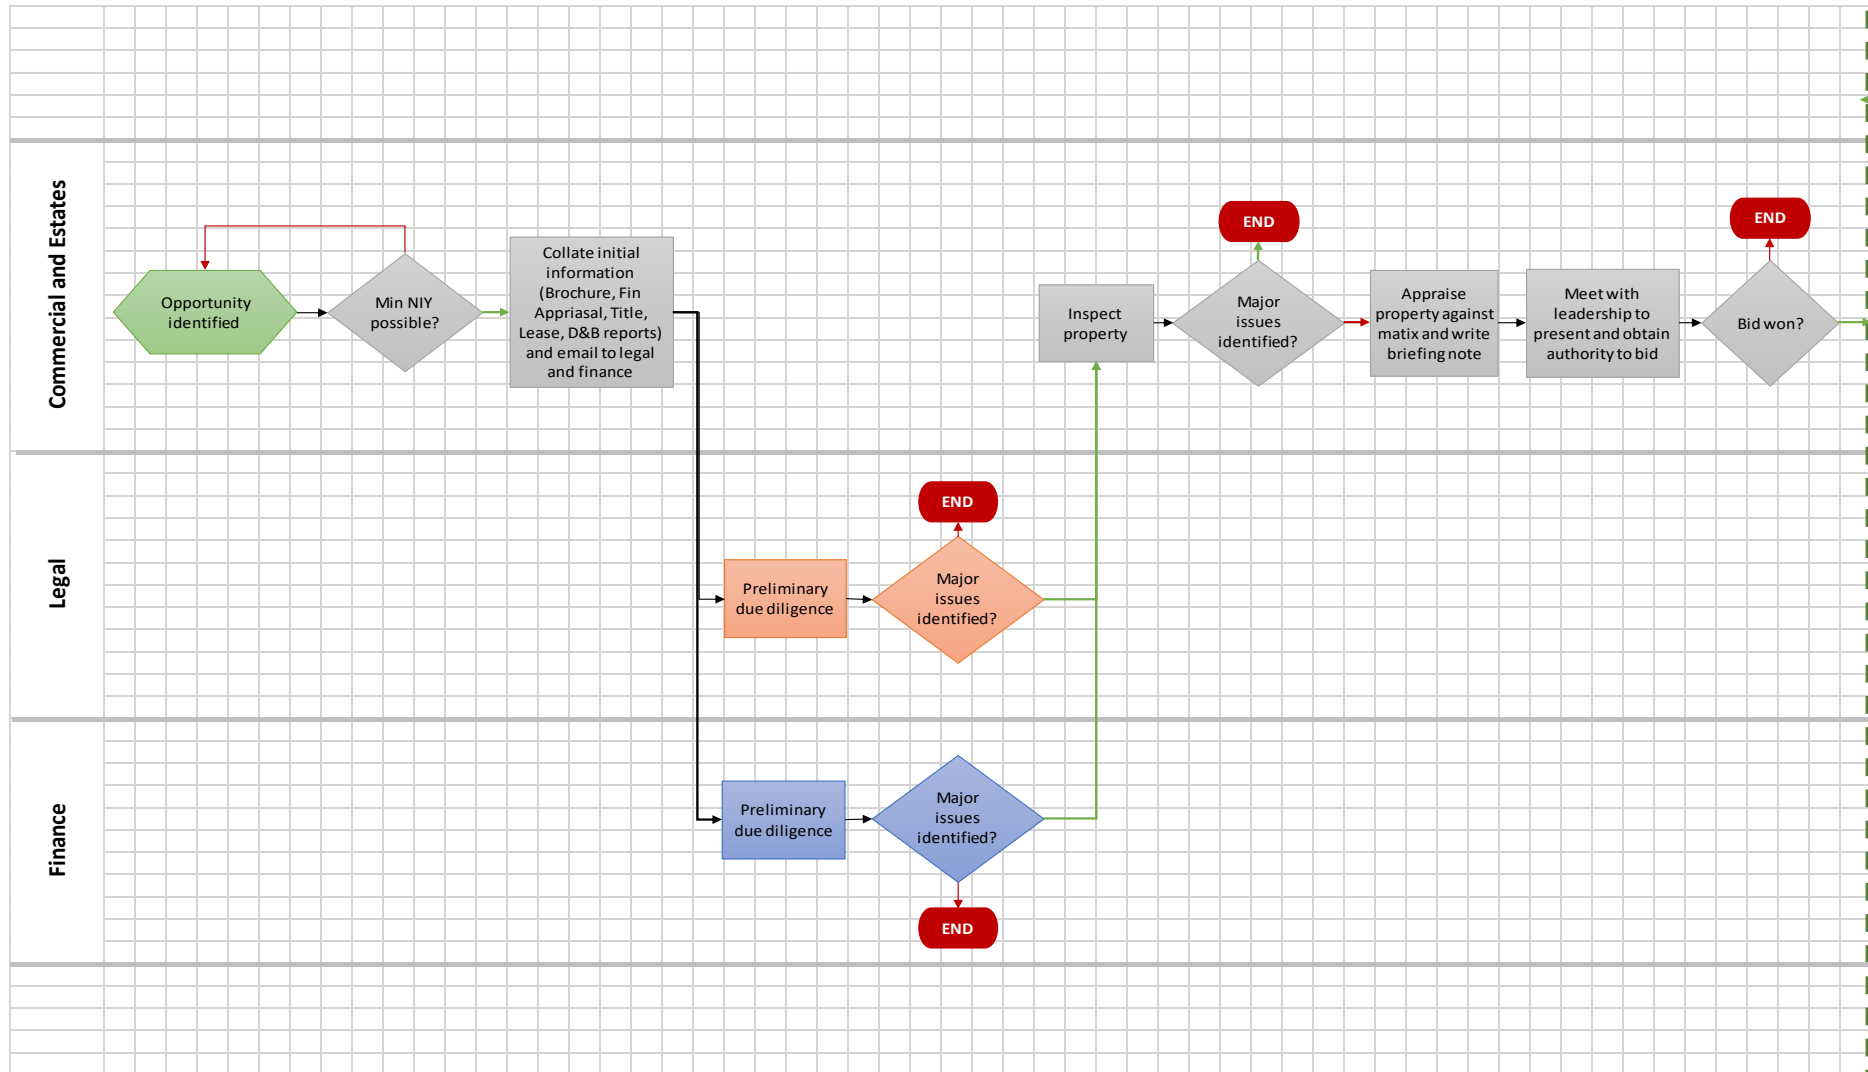 Commercial and Estates
Opportunity
identified
Min NIY
possible?
Collate initial
information
(Brochure, Fin
Appriasal, Title,
Lease, D&B reports)
and email to legal
and finance
Inspect
property
END
Major
issues
identified?
Appraise
property against
matix and write
briefing note
Meet with
leadership to
present and obtain
authority to bid
END
Bid won?
Legal
Preliminary
due diligence
END
Major
issues
identified?
Finance
Preliminary
due diligence
Major
issues
identified?
END